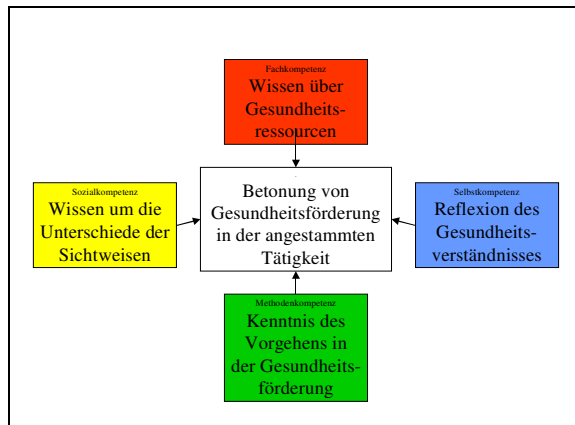 Fachkompetenz
Wissen über
Gesundheits-
ressourcen
Sozialkompetenz
Wissen um die
Unterschiede der
Sichtweisen
Betonung von
Gesundheitsförderung
in der angestammten
Tätigkeit
Selbstkompetenz
Reflexion des
Gesundheits-
verständnisses
Methodenkompetenz
Kenntnis des
Vorgehens in
der Gesundheits-
förderung